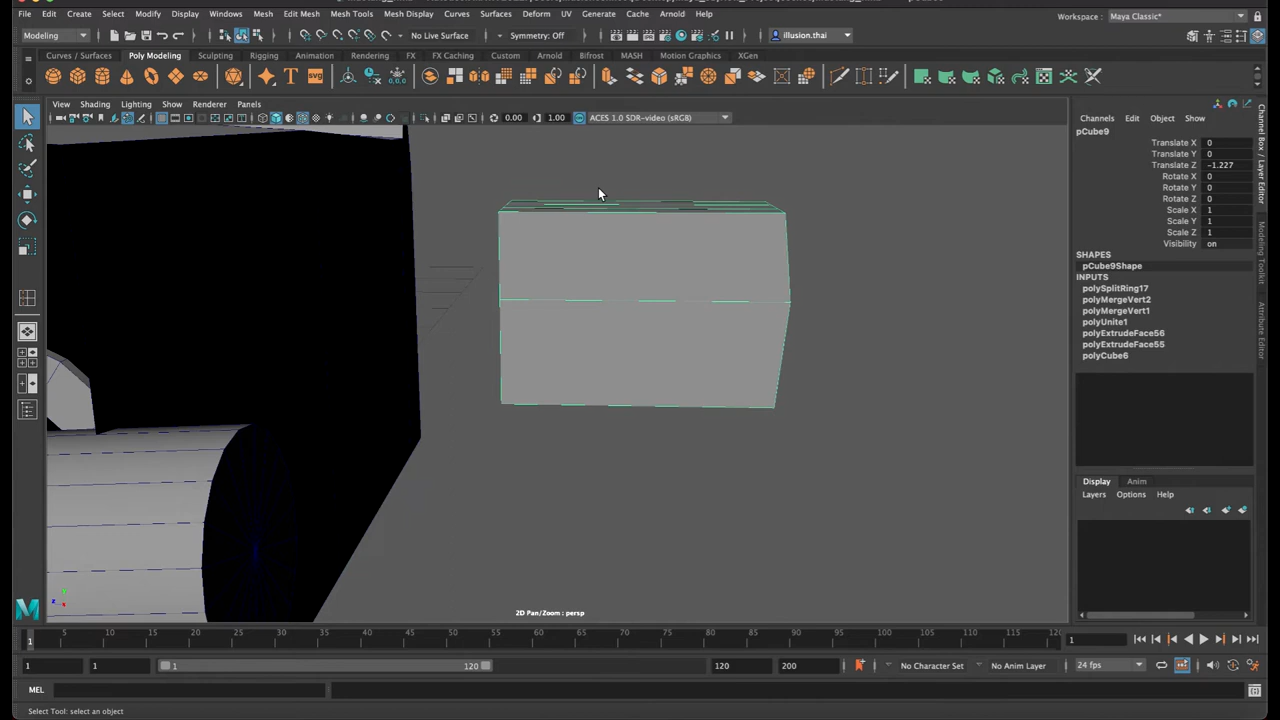 Workspace : Maya Classic*
File Edit Create Select Modify Display Windows Mesh Edit Mesh Mesh Tools Mesh Display Curves Surfaces Deform UV Generate Cache Arnold Help
Modeling No Live Surface Symmetry: Off illusion.thai
Curves / Surfaces Poly Modeling Sculpting Rigging Animation Rendering FX FX Caching Custom Arnold Bifrost MASH Motion Graphics XGen
View Shading Lighting Show Renderer Panels
0.00 1.00 ACES 1.0 SDR-video (sRGB)
Channels Edit Object Show
pCube9
Translate X 0
Translate Y 0
Translate Z -1.227
Rotate X 0
Rotate Y 0
Rotate Z 0
Scale X 1
Scale Y 1
Scale Z 1
Visibility on
SHAPES
pCube9Shape
INPUTS
polySplitRing17
polyMergeVert2
polyMergeVert1
polyUnite1
polyExtrudeFace56
polyExtrudeFace55
polyCube6
Display Anim
Layers Options Help
Channel Box / Layer Editor
Modeling Toolkit
Attribute Editor
2D Pan/Zoom : persp
5 10 15 20 25 30 35 40 45 50 55 60 65 70 75 80 85 90 95 100 105 110 115 120
1 1
1 1 1 120 120 200 No Character Set No Anim Layer 24 fps
MEL
Select Tool: select an object